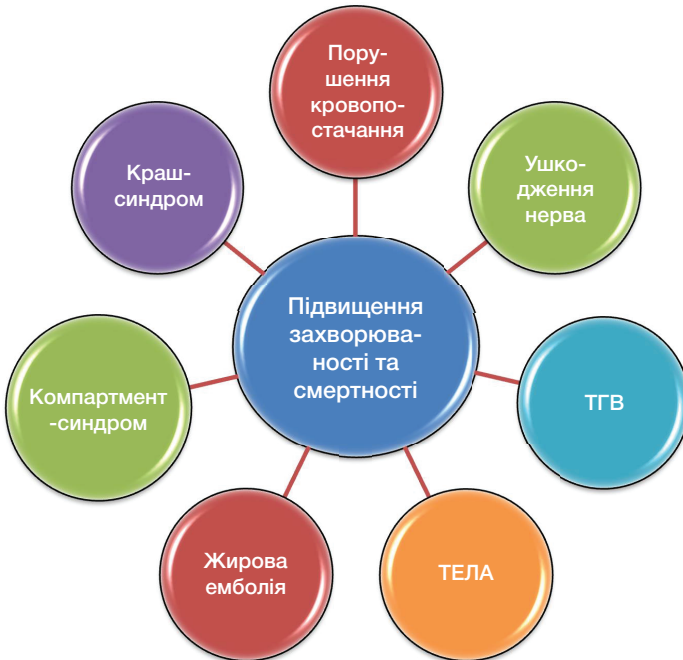 Пору-
шення
кровопо-
стачання
Ушко-
дження
нерва
Краш-
синдром
Підвищення
захворюва-
ності та
смертності
ТГВ
Компартмент
-синдром
Жирова
емболія
ТЕЛА